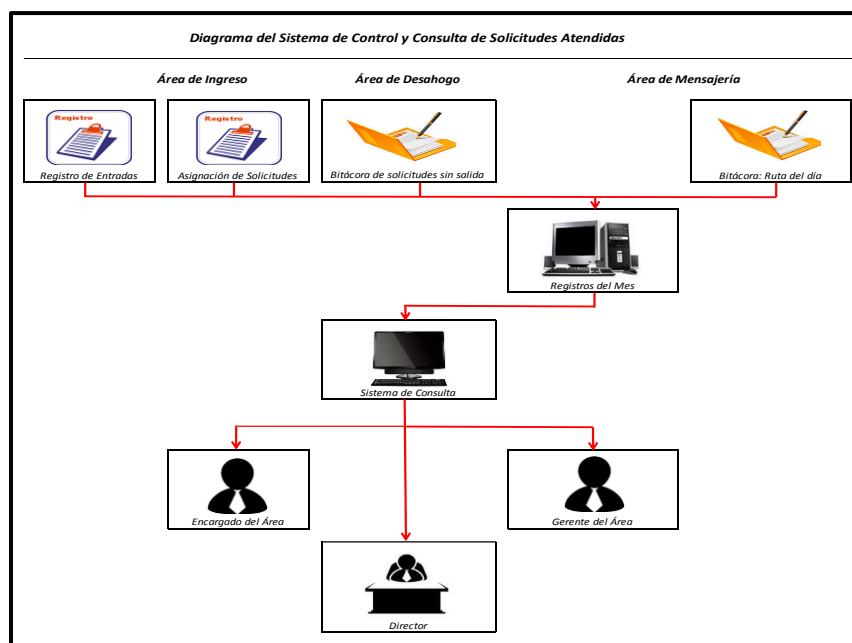 Diagrama del Sistema de Control y Consulta de Solicitudes Atendidas
Área de Ingreso
Área de Desahogo
Área de Mensajería
Registro
Registro
Registro de Entradas
Asignación de Solicitudes
Bitácora de solicitudes sin salida
Bitácora: Ruta del día
Registros del Mes
Sistema de Consulta
Encargado del Área
Gerente del Área
Director